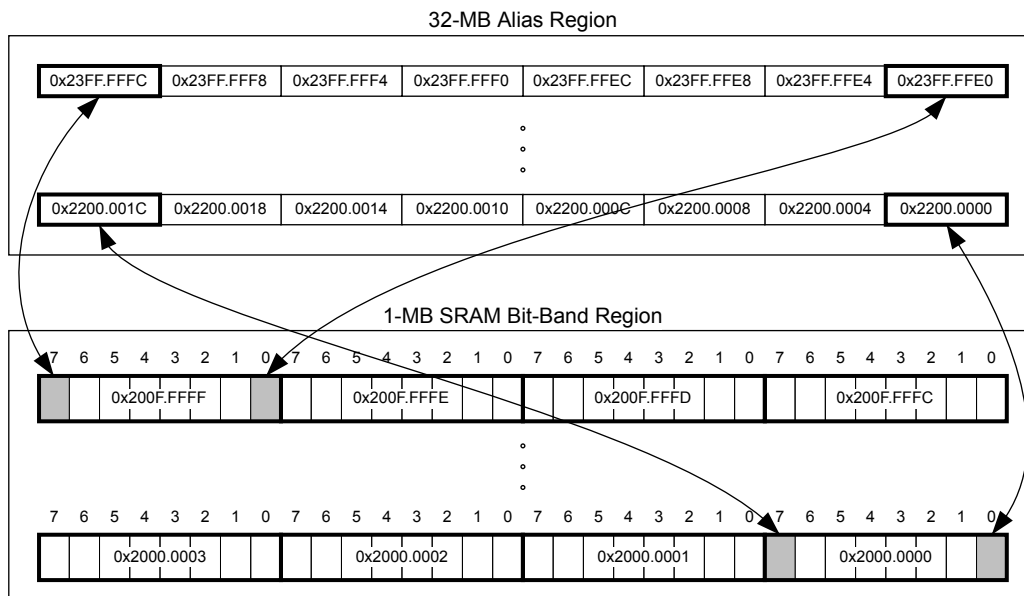 32-MB Alias Region
0x23FF.FFFC 0x23FF.FFF8 0x23FF.FFF4 0x23FF.FFF0 0x23FF.FFEC 0x23FF.FFE8 0x23FF.FFE4 0x23FF.FFE0
0x2200.001C 0x2200.0018 0x2200.0014 0x2200.0010 0x2200.000C 0x2200.0008 0x2200.0004 0x2200.0000
1-MB SRAM Bit-Band Region
7 6 5 4 3 2 1 0 7 6 5 4 3 2 1 0 7 6 5 4 3 2 1 0 7 6 5 4 3 2 1 0
0x200F.FFFF 0x200F.FFFE 0x200F.FFFD 0x200F.FFFC
7 6 5 4 3 2 1 0 7 6 5 4 3 2 1 0 7 6 5 4 3 2 1 0 7 6 5 4 3 2 1 0
0x2000.0003 0x2000.0002 0x2000.0001 0x2000.0000